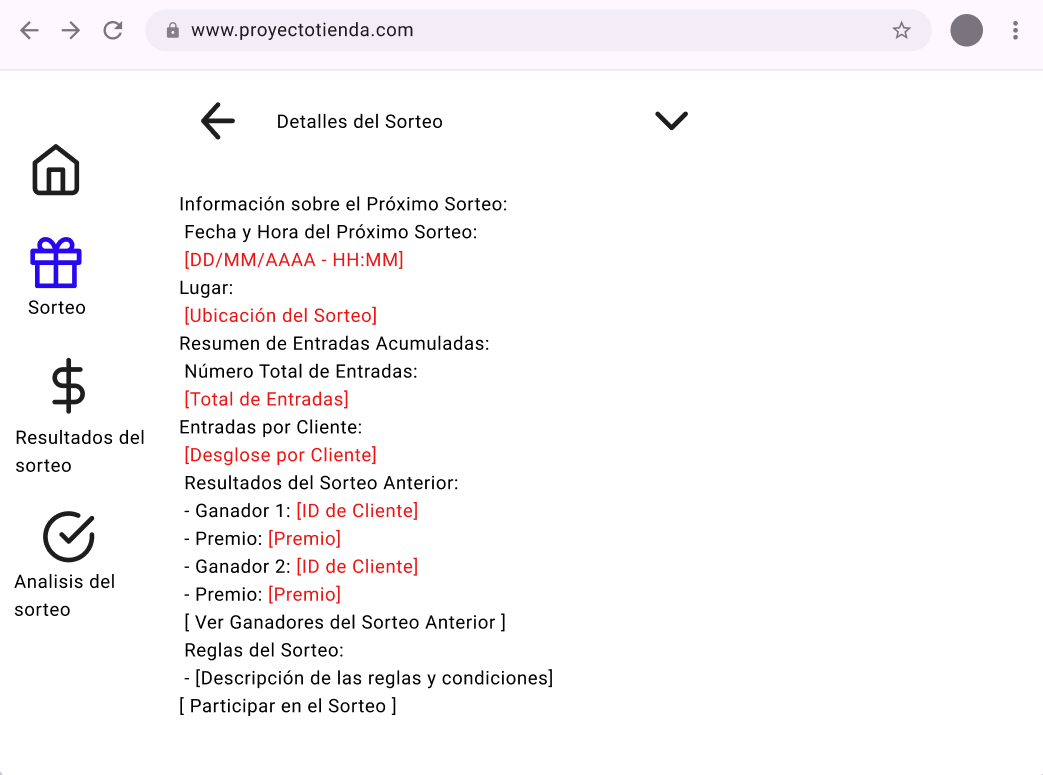 www.proyectotienda.com
Detalles del Sorteo
Sorteo
Resultados del
sorteo
Analisis del
sorteo
Información sobre el Próximo Sorteo:
Fecha y Hora del Próximo Sorteo:
[DD/MM/AAAA - HH:MM]
Lugar:
[Ubicación del Sorteo]
Resumen de Entradas Acumuladas:
Número Total de Entradas:
[Total de Entradas]
Entradas por Cliente:
[Desglose por Cliente]
Resultados del Sorteo Anterior:
- Ganador 1: [ID de Cliente]
- Premio: [Premio]
- Ganador 2: [ID de Cliente]
- Premio: [Premio]
[ Ver Ganadores del Sorteo Anterior ]
Reglas del Sorteo:
- [Descripción de las reglas y condiciones]
[ Participar en el Sorteo ]